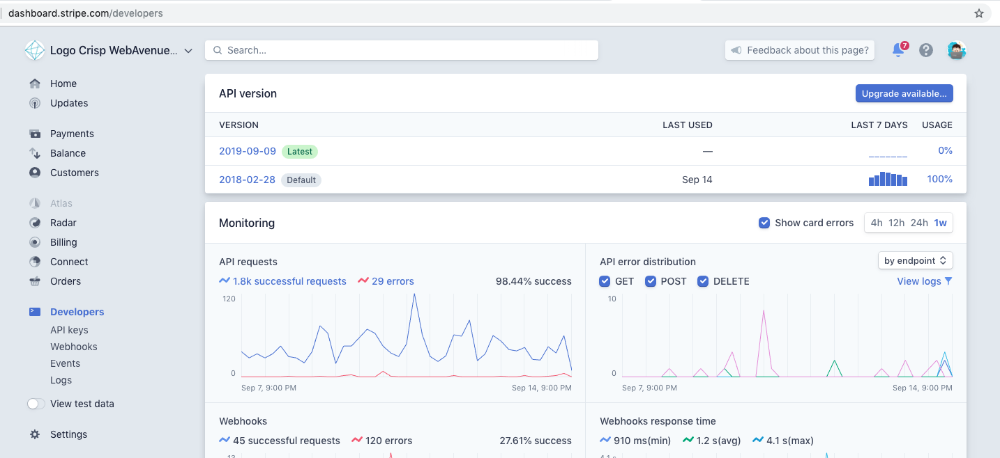 dashboard.stripe.com/developers
Logo Crisp WebAvenue...
Search...
Feedback about this page?
7
?
Home
Updates
Payments
Balance
Customers
Atlas
Radar
Billing
Connect
Orders
Developers
API keys
Webhooks
Events
Logs
View test data
Settings
API version
Upgrade available...
VERSION LAST USED LAST 7 DAYS USAGE
2019-09-09 Latest — 0%
2018-02-28 Default Sep 14 100%
Monitoring
Show card errors
4h 12h 24h 1w
API requests
1.8k successful requests 29 errors 98.44% success
120
0
Sep 7, 9:00 PM Sep 14, 9:00 PM
API error distribution
by endpoint
GET POST DELETE
View logs
10
0
Sep 7, 9:00 PM Sep 14, 9:00 PM
Webhooks
45 successful requests 120 errors 27.61% success
13
Webhooks response time
910 ms(min) 1.2 s(avg) 4.1 s(max)
4.1 s